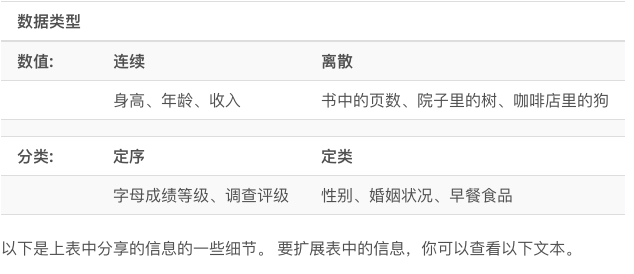 数据类型
数值: 连续 离散
身高、年龄、收入 书中的页数、院子里的树、咖啡店里的狗
分类: 定序 定类
字母成绩等级、调查评级 性别、婚姻状况、早餐食品
以下是上表中分享的信息的一些细节。 要扩展表中的信息，你可以查看以下文本。